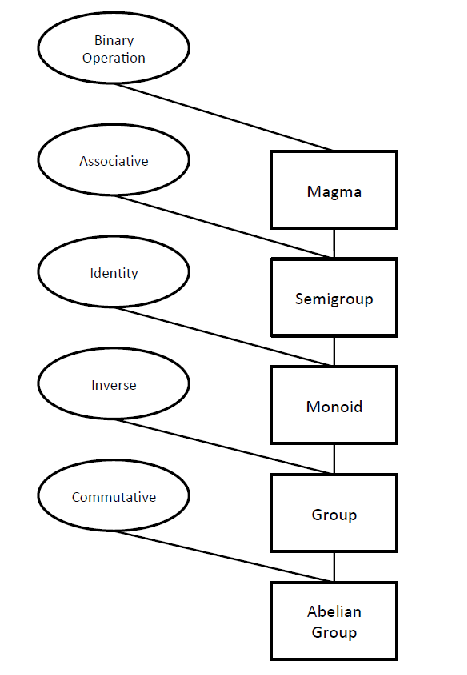 Binary
Operation
Associative
Magma
Identity
Semigroup
Inverse
Monoid
Commutative
Group
Abelian
Group